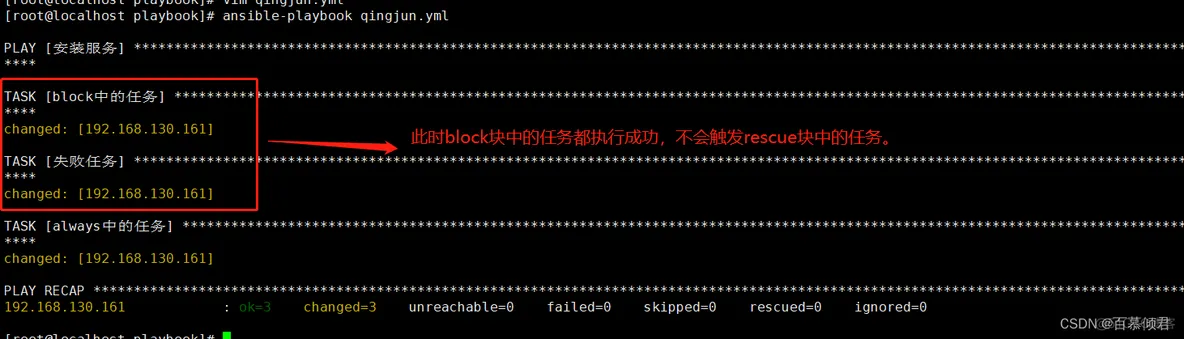 [root@localhost playbook]# vim qingjun.yml
[root@localhost playbook]# ansible-playbook qingjun.yml
PLAY [安装服务] **********************************************************************************************************************************
****
TASK [block中的任务] *****************************************************************************************************************************
****
changed: [192.168.130.161]
此时block块中的任务都执行成功，不会触发rescue块中的任务。
TASK [失败任务] **********************************************************************************************************************************
****
changed: [192.168.130.161]
TASK [always中的任务] ****************************************************************************************************************************
****
changed: [192.168.130.161]
PLAY RECAP ***************************************************************************************************************************************
192.168.130.161 : ok=3 changed=3 unreachable=0 failed=0 skipped=0 rescued=0 ignored=0
[root@localhost playbook]#
CSDN @百慕倾君